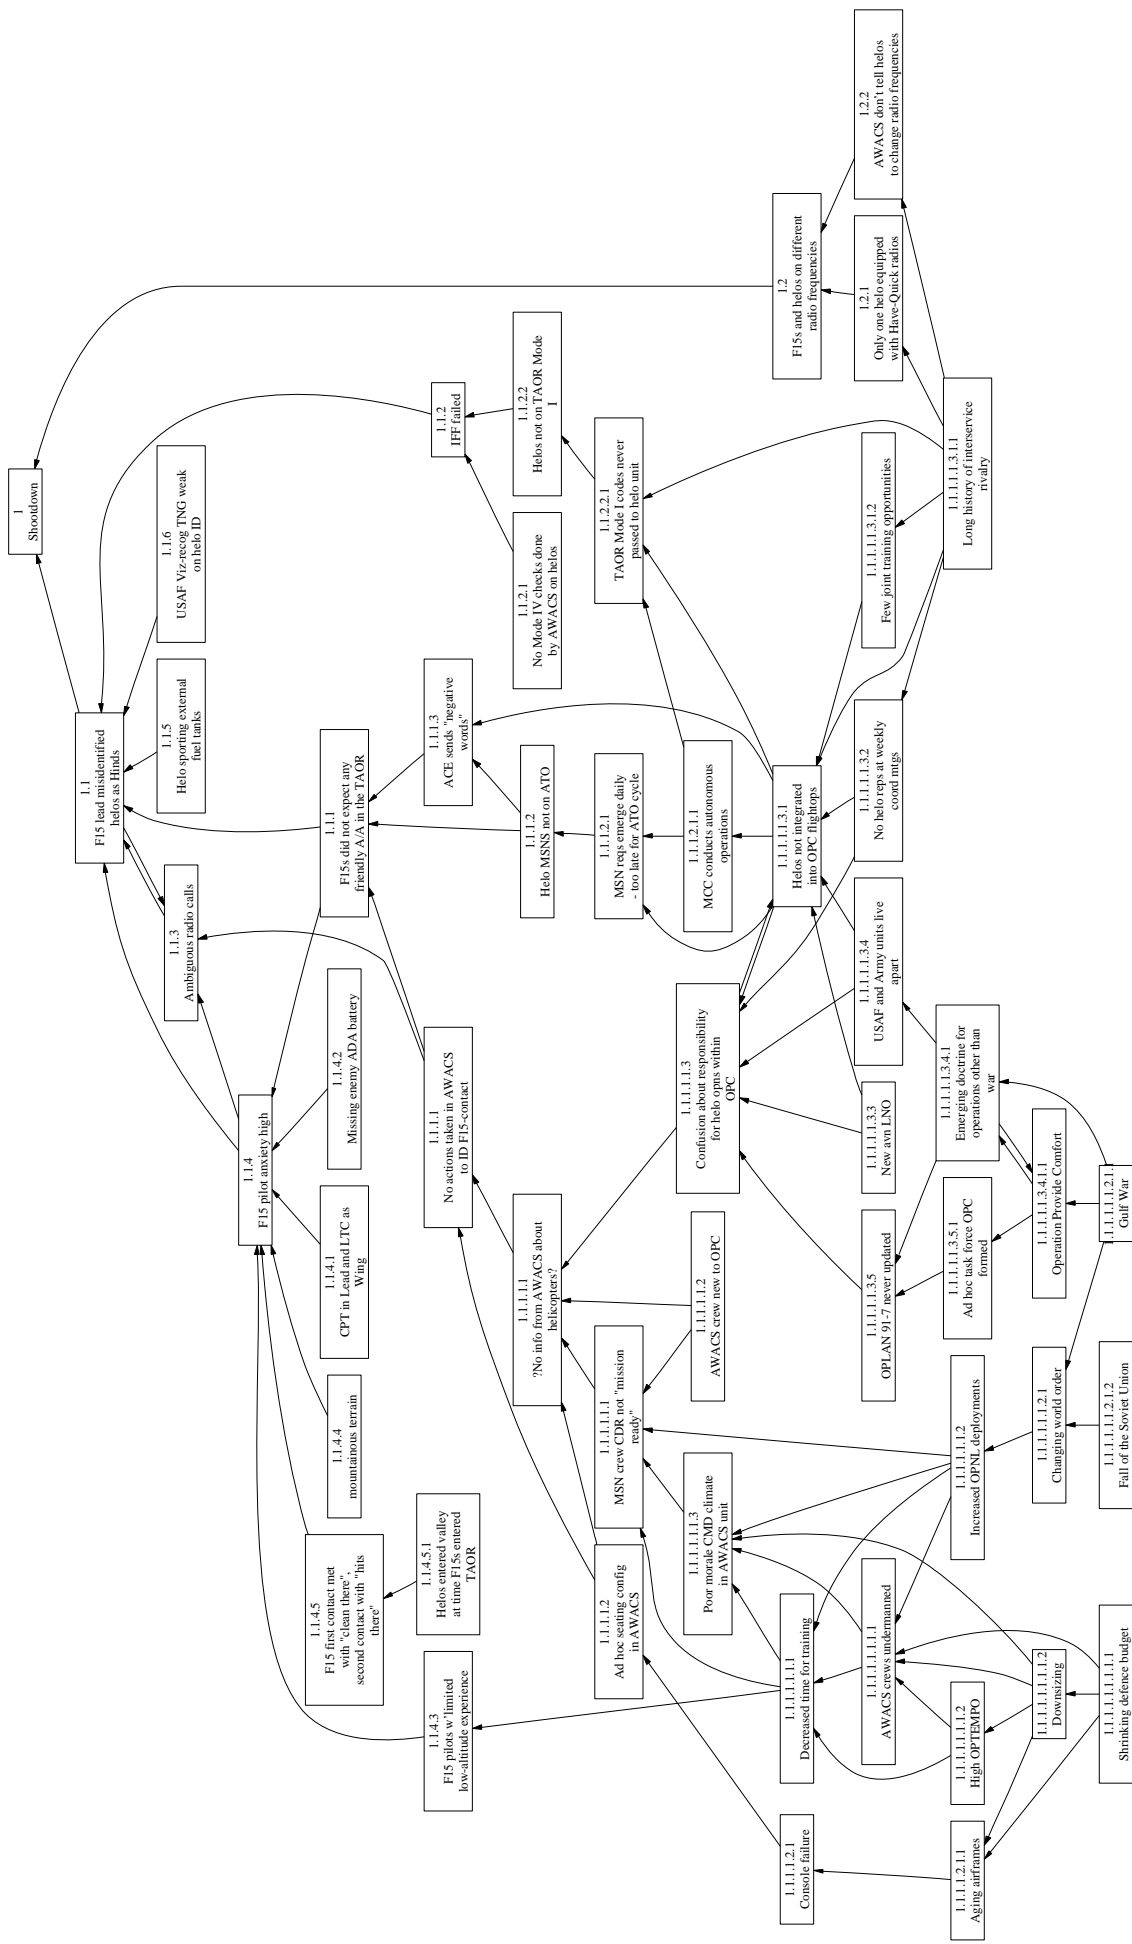 1
Shootdown
1.1
F15 lead misidentified
helos as Hinds
1.1.6
USAF Viz-recog TNG weak
on helo ID
1.1.5
Helo sporting external
fuel tanks
1.1.3
Ambiguous radio calls
1.1.4
F15 pilot anxiety high
1.1.1
F15s did not expect any
friendly A/A in the TAOR
1.1.4.2
Missing enemy ADA battery
1.1.4.1
CPT in Lead and LTC as
Wing
1.1.4.4
mountainous terrain
1.1.4.5
F15 first contact met
with "clean there",
second contact with "hits
there"
1.1.2
IFF failed
1.1.1.3
ACE sends "negative
words"
1.1.1.1
No actions taken in AWACS
to ID F15-contact
1.1.4.5.1
Helos entered valley
at time F15s entered
TAOR
1.1.4.3
F15 pilots w'limited
low-altitude experience
1.1.2.2
Helos not on TAOR Mode
I
1.1.2.1
No Mode IV checks done
by AWACS on helos
1.1.1.2
Helo MSNS not on ATO
1.1.1.1.1
?No info from AWACS about
helicopters?
1.1.2.2.1
TAOR Mode I codes never
passed to helo unit
1.1.1.2.1
MSN reqs emerge daily
- too late for ATO cycle
1.1.1.1.1.1
MSN crew CDR not "mission
ready"
1.1.1.1.2
Ad hoc seating config
in AWACS
1.1.1.2.1.1
MCC conducts autonomous
operations
1.1.1.1.1.3
Confusion about responsibility
for helo opns within
OPC
1.1.1.1.1.2
AWACS crew new to OPC
1.1.1.1.1.1.3
Poor morale CMD climate
in AWACS unit
1.2
F15s and helos on different
radio frequencies
1.1.1.1.1.3.1
Helos not integrated
into OPC flightops
1.1.1.1.1.1.1
Decreased time for training
1.1.1.1.2.1
Console failure
1.2.2
AWACS don't tell helos
to change radio frequencies
1.2.1
Only one helo equipped
with Have-Quick radios
1.1.1.1.1.3.1.2
Few joint training opportunities
1.1.1.1.1.3.2
No helo reps at weekly
coord mtgs
1.1.1.1.1.3.4
USAF and Army units live
apart
1.1.1.1.1.3.3
New avn LNO
1.1.1.1.1.3.5
OPLAN 91-7 never updated
1.1.1.1.1.1.1.1
AWACS crews undermanned
1.1.1.1.1.3.1.1
Long history of interservice
rivalry
1.1.1.1.1.3.4.1
Emerging doctrine for
operations other than
war
1.1.1.1.1.3.5.1
Ad hoc task force OPC
formed
1.1.1.1.1.1.2
Increased OPNL deployments
1.1.1.1.1.1.1.2
High OPTEMPO
1.1.1.1.2.1.1
Aging airframes
1.1.1.1.1.3.4.1.1
Operation Provide Comfort
1.1.1.1.1.1.2.1
Changing world order
1.1.1.1.1.1.1.1.2
Downsizing
1.1.1.1.1.1.2.1.1
Gulf War
1.1.1.1.1.1.2.1.2
Fall of the Soviet Union
1.1.1.1.1.1.1.1.1
Shrinking defence budget